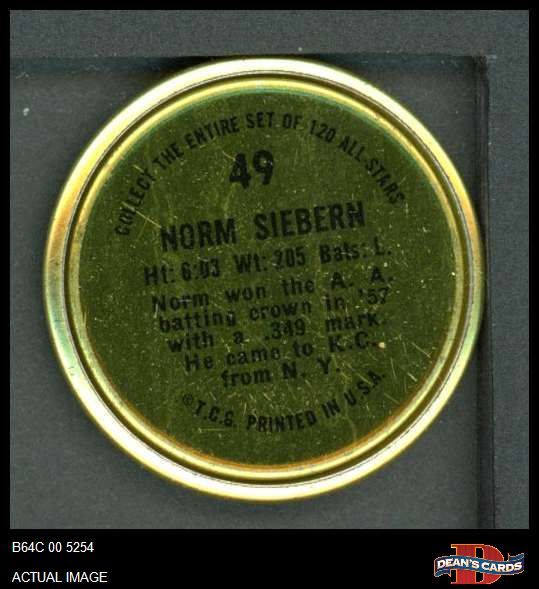 COLLECT THE ENTIRE SET OF 120 ALL-STARS
49
NORM SIEBERN
Ht: 6:03 Wt: 205 Bats: L.
Norm won the A. A.
batting crown in '57
with a .349 mark.
He came to K.C.
from N. Y.
©T.C.G. PRINTED IN U.S.A.
B64C 00 5254
ACTUAL IMAGE
B
DEAN'S CARDS